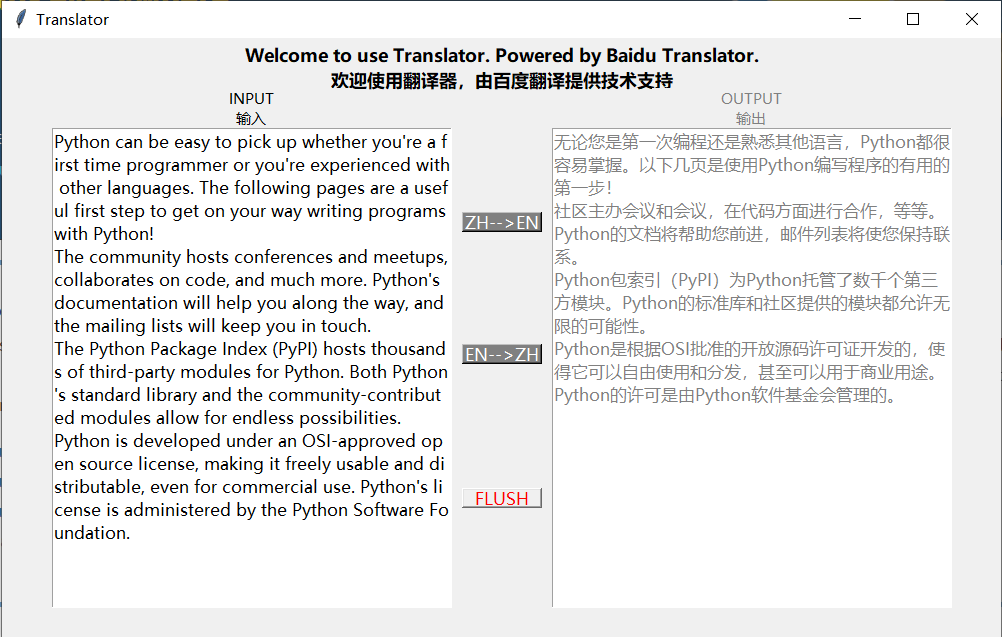 Translator
Welcome to use Translator. Powered by Baidu Translator.
欢迎使用翻译器，由百度翻译提供技术支持
INPUT
输入
Python can be easy to pick up whether you're a f
irst time programmer or you're experienced with
other languages. The following pages are a usef
ul first step to get on your way writing programs
with Python!
The community hosts conferences and meetups,
collaborates on code, and much more. Python's
documentation will help you along the way, and
the mailing lists will keep you in touch.
The Python Package Index (PyPI) hosts thousand
s of third-party modules for Python. Both Python
's standard library and the community-contribut
ed modules allow for endless possibilities.
Python is developed under an OSI-approved op
en source license, making it freely usable and di
stributable, even for commercial use. Python's li
cense is administered by the Python Software Fo
undation.
ZH-->EN
EN-->ZH
FLUSH
OUTPUT
输出
无论您是第一次编程还是熟悉其他语言，Python都很
容易掌握。以下几页是使用Python编写程序的有用的
第一步！
社区主办会议和会议，在代码方面进行合作，等等。
Python的文档将帮助您前进，邮件列表将使您保持联
系。
Python包索引（PyPI）为Python托管了数千个第三
方模块。Python的标准库和社区提供的模块都允许无
限的可能性。
Python是根据OSI批准的开放源码许可证开发的，使
得它可以自由使用和分发，甚至可以用于商业用途。
Python的许可是由Python软件基金会管理的。